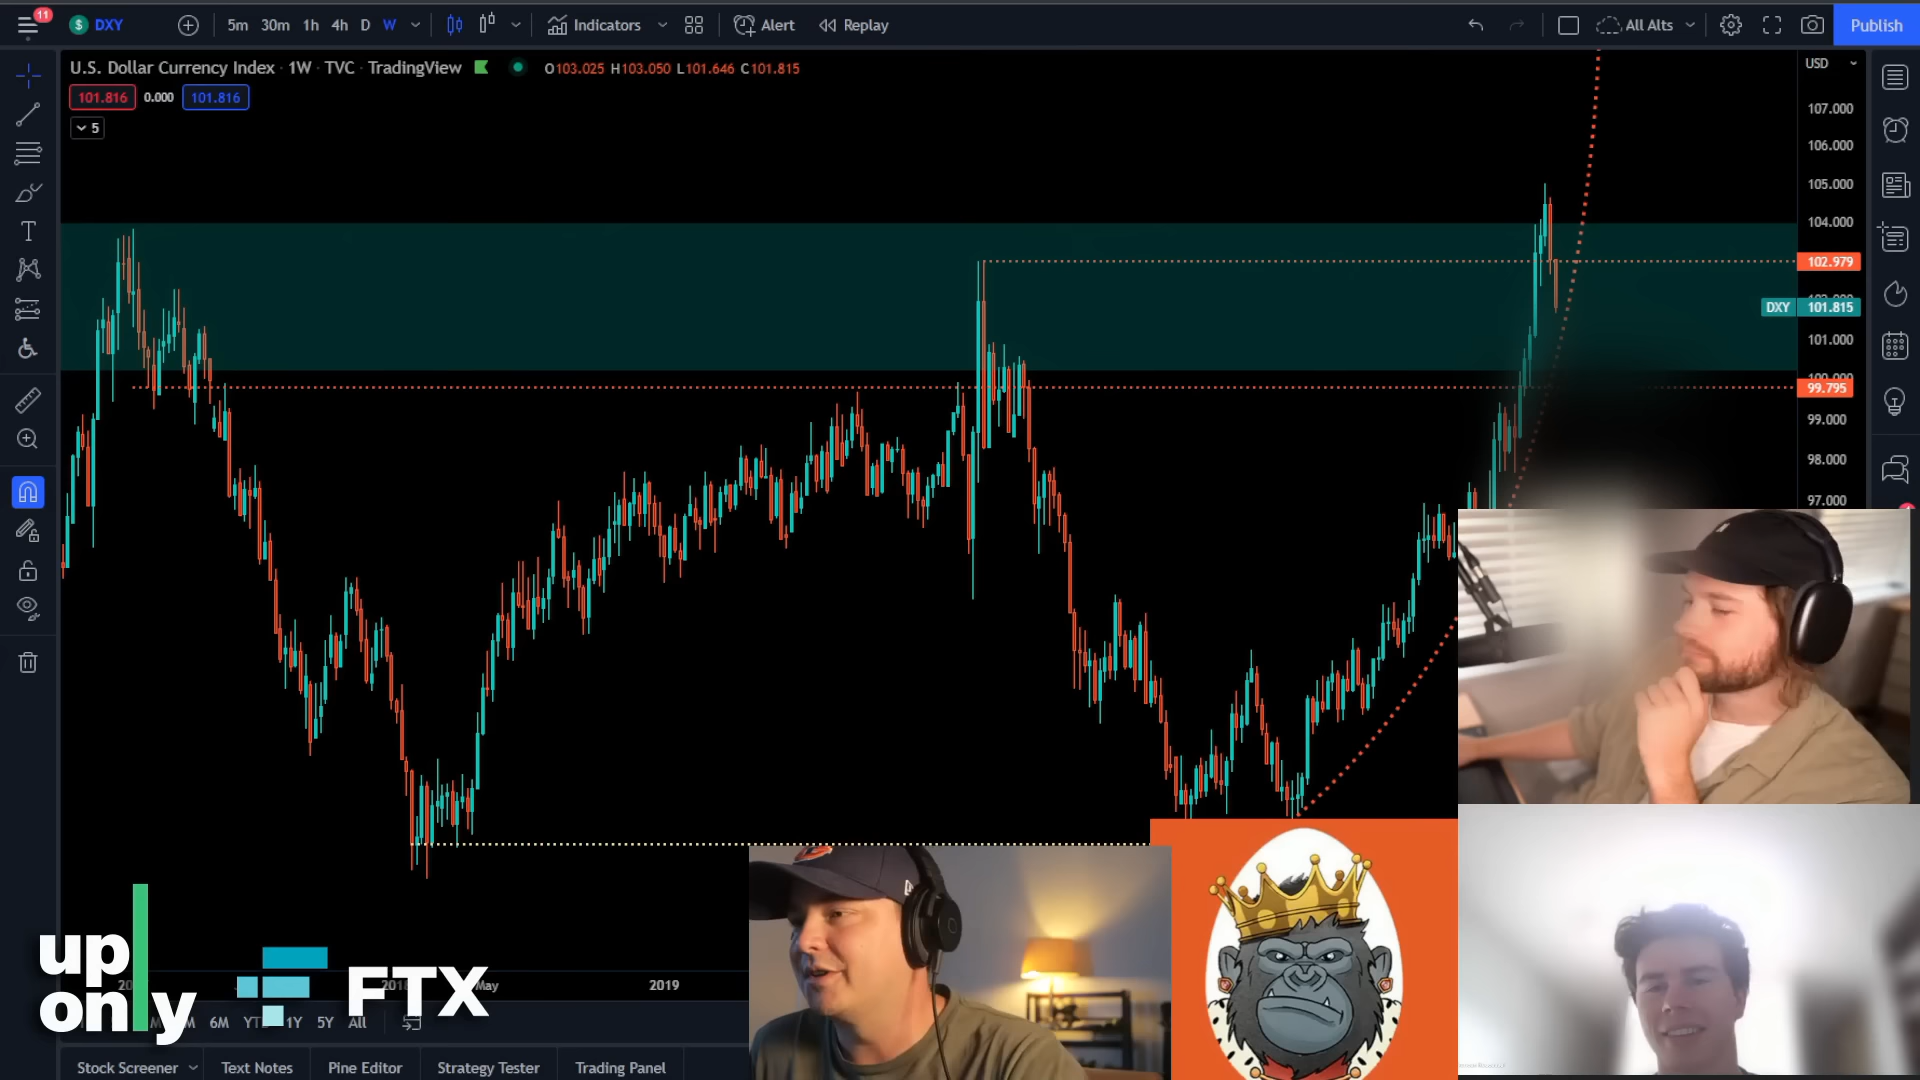 11
$ DXY
5m 30m 1h 4h D W
Indicators
Alert
Replay
All Alts
Publish
U.S. Dollar Currency Index · 1W · TVC · TradingView
O103.025 H103.050 L101.646 C101.815
101.816 0.000 101.816
5
USD
107.000
106.000
105.000
104.000
102.979
DXY 101.815
101.000
99.795
99.000
98.000
97.000
May
2019
up
only
FTX
6M
1Y 5Y All
Stock Screener
Text Notes
Pine Editor
Strategy Tester
Trading Panel